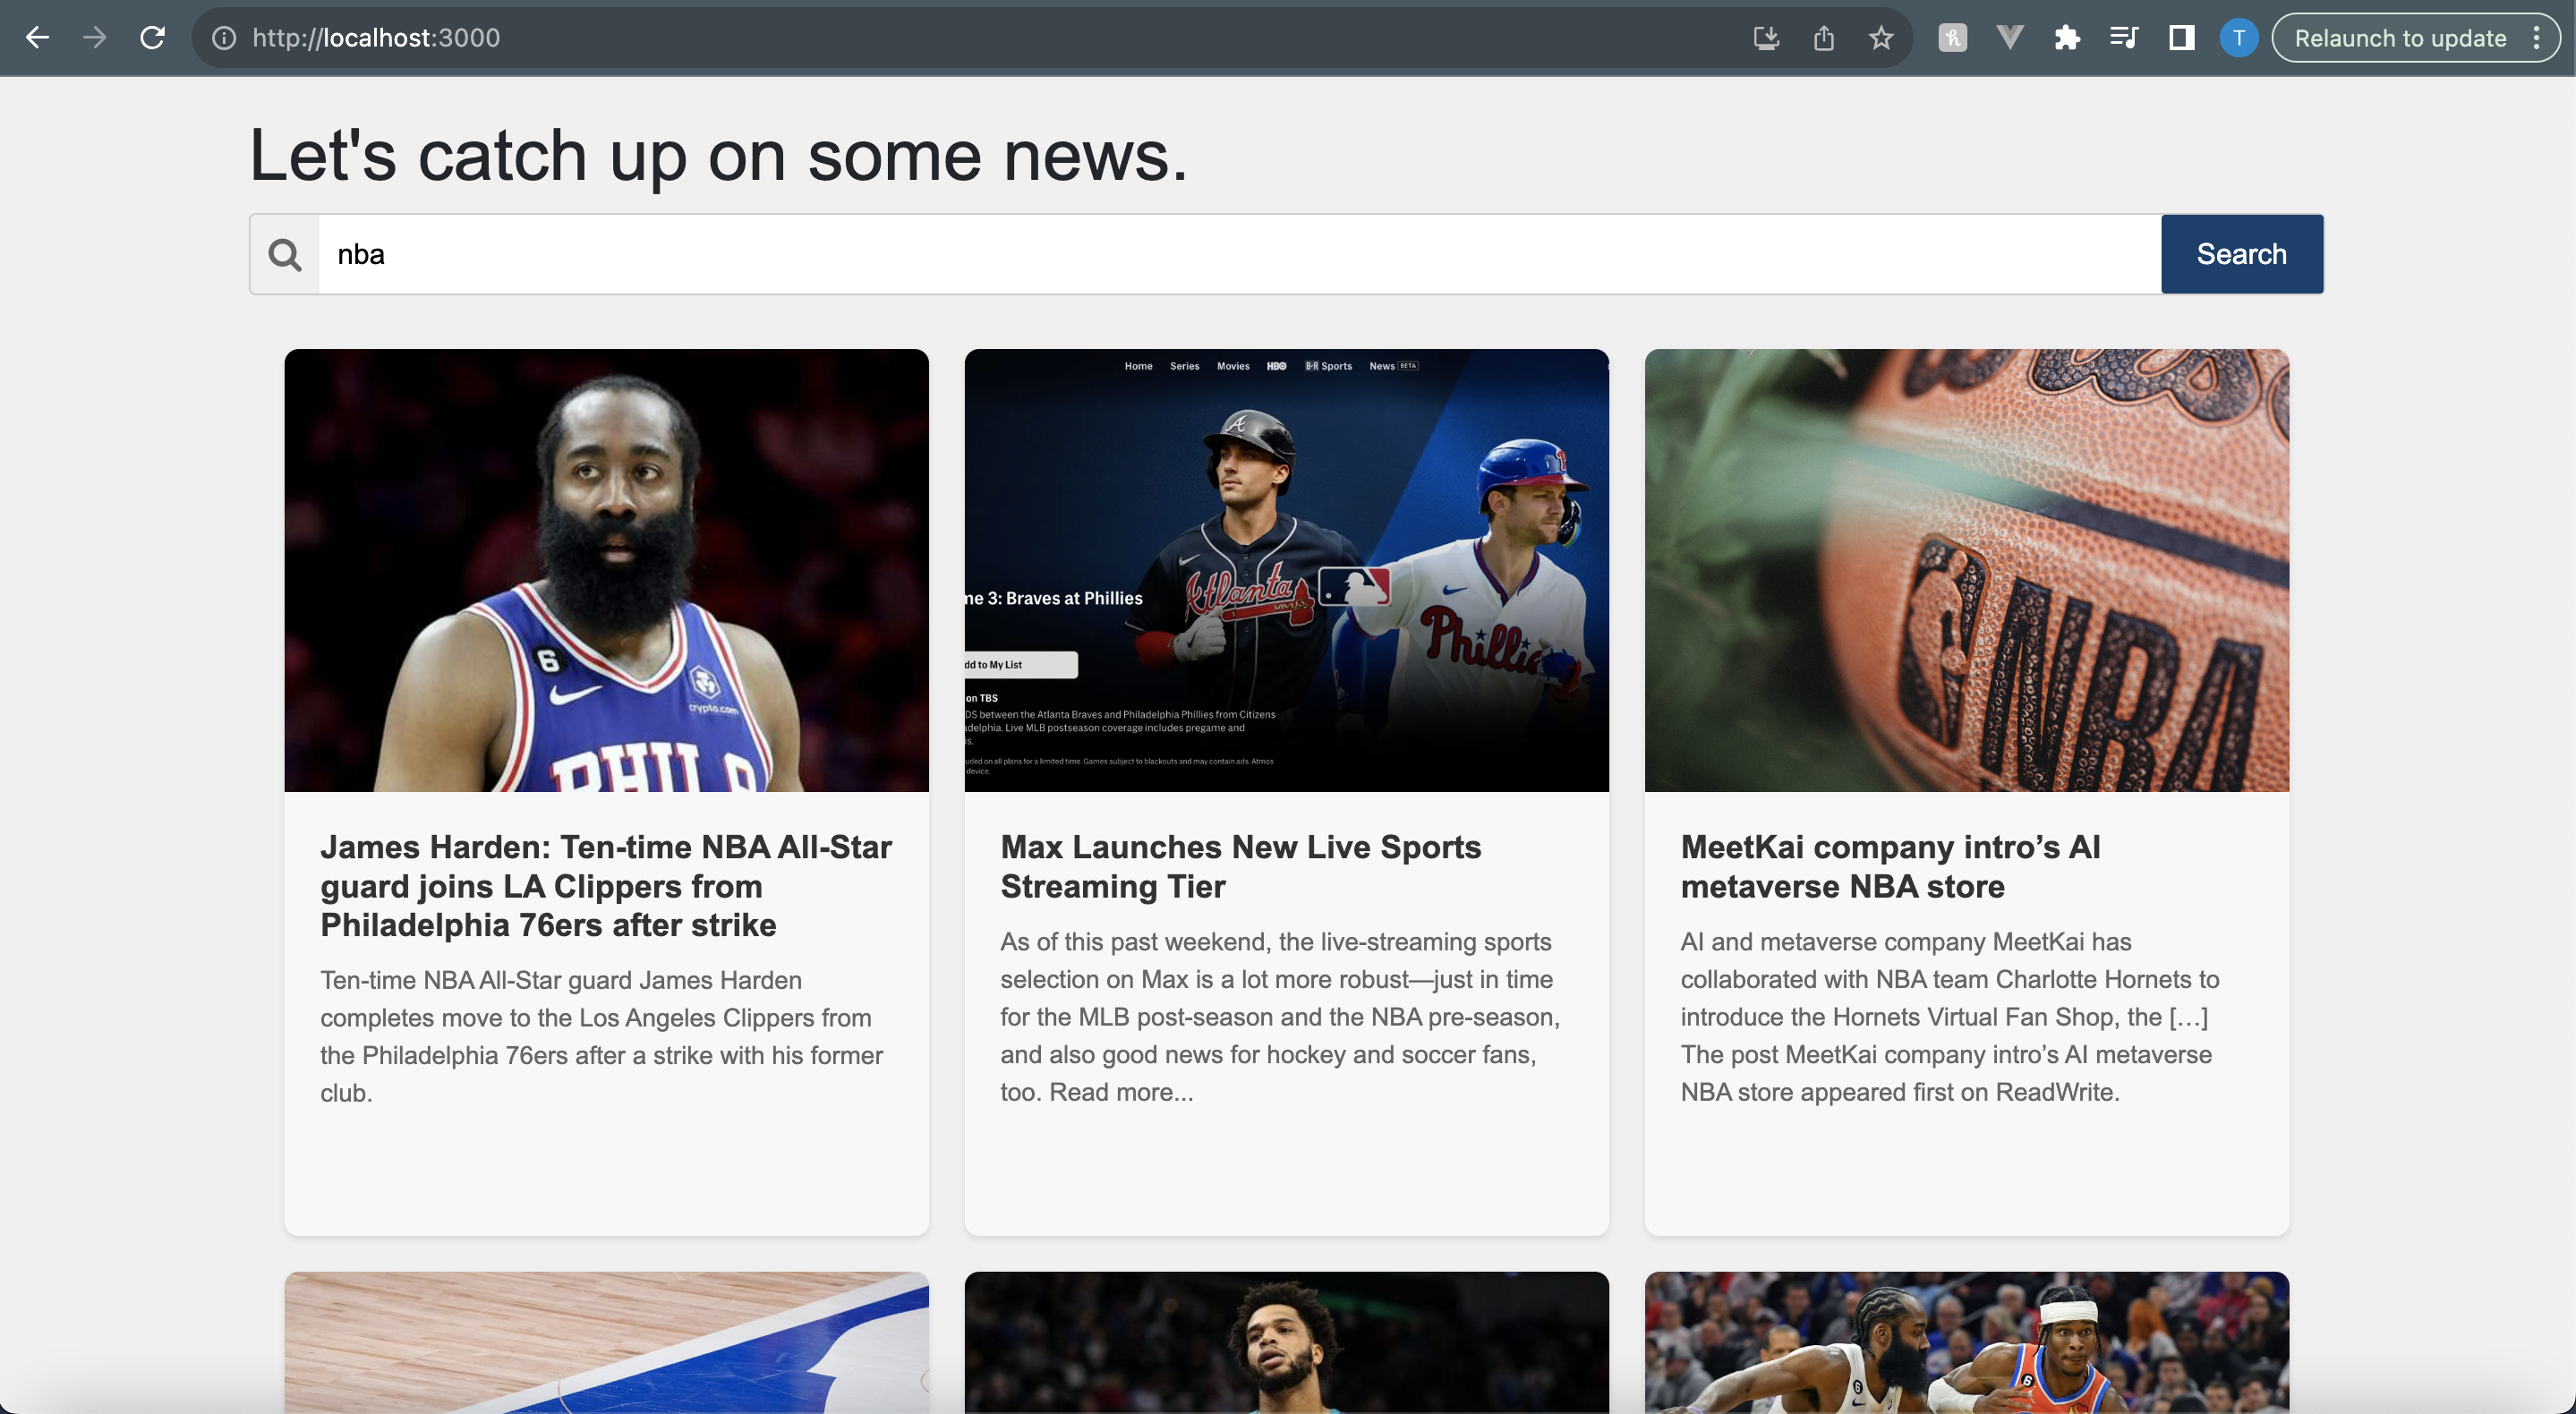 http://localhost:3000
T
Relaunch to update
Let's catch up on some news.
nba
Search
Home Series Movies HBO B/R Sports News BETA
A
P
me 3: Braves at Phillies
Atlanta
Phillies
dd to My List
on TBS
DS between the Atlanta Braves and Philadelphia Phillies from Citizens
adelphia. Live MLB postseason coverage includes pregame and
is.
uded on all plans for a limited time. Games subject to blackouts and may contain ads. Atmos
device.
6
crypto.com
PHILA
NBA
James Harden: Ten-time NBA All-Star
guard joins LA Clippers from
Philadelphia 76ers after strike
Ten-time NBA All-Star guard James Harden
completes move to the Los Angeles Clippers from
the Philadelphia 76ers after a strike with his former
club.
Max Launches New Live Sports
Streaming Tier
As of this past weekend, the live-streaming sports
selection on Max is a lot more robust—just in time
for the MLB post-season and the NBA pre-season,
and also good news for hockey and soccer fans,
too. Read more...
MeetKai company intro’s AI
metaverse NBA store
AI and metaverse company MeetKai has
collaborated with NBA team Charlotte Hornets to
introduce the Hornets Virtual Fan Shop, the […]
The post MeetKai company intro’s AI metaverse
NBA store appeared first on ReadWrite.
6
6